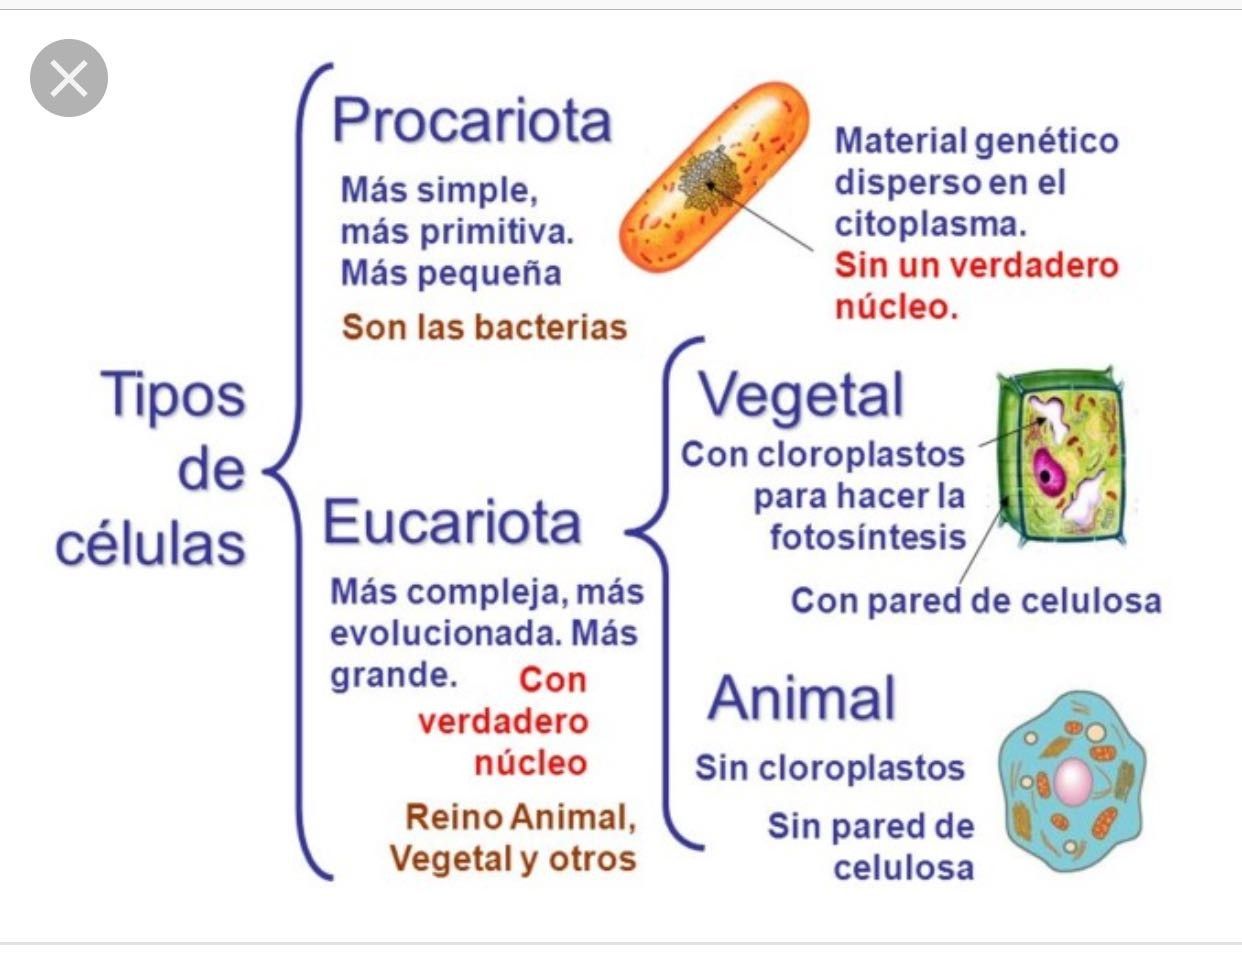 Tipos
de
células
Procariota
Más simple,
más primitiva.
Más pequeña
Son las bacterias
Material genético
disperso en el
citoplasma.
Sin un verdadero
núcleo.
Eucariota
Más compleja, más
evolucionada. Más
grande. Con
verdadero
núcleo
Reino Animal,
Vegetal y otros
Vegetal
Con cloroplastos
para hacer la
fotosíntesis
Con pared de celulosa
Animal
Sin cloroplastos
Sin pared de
celulosa